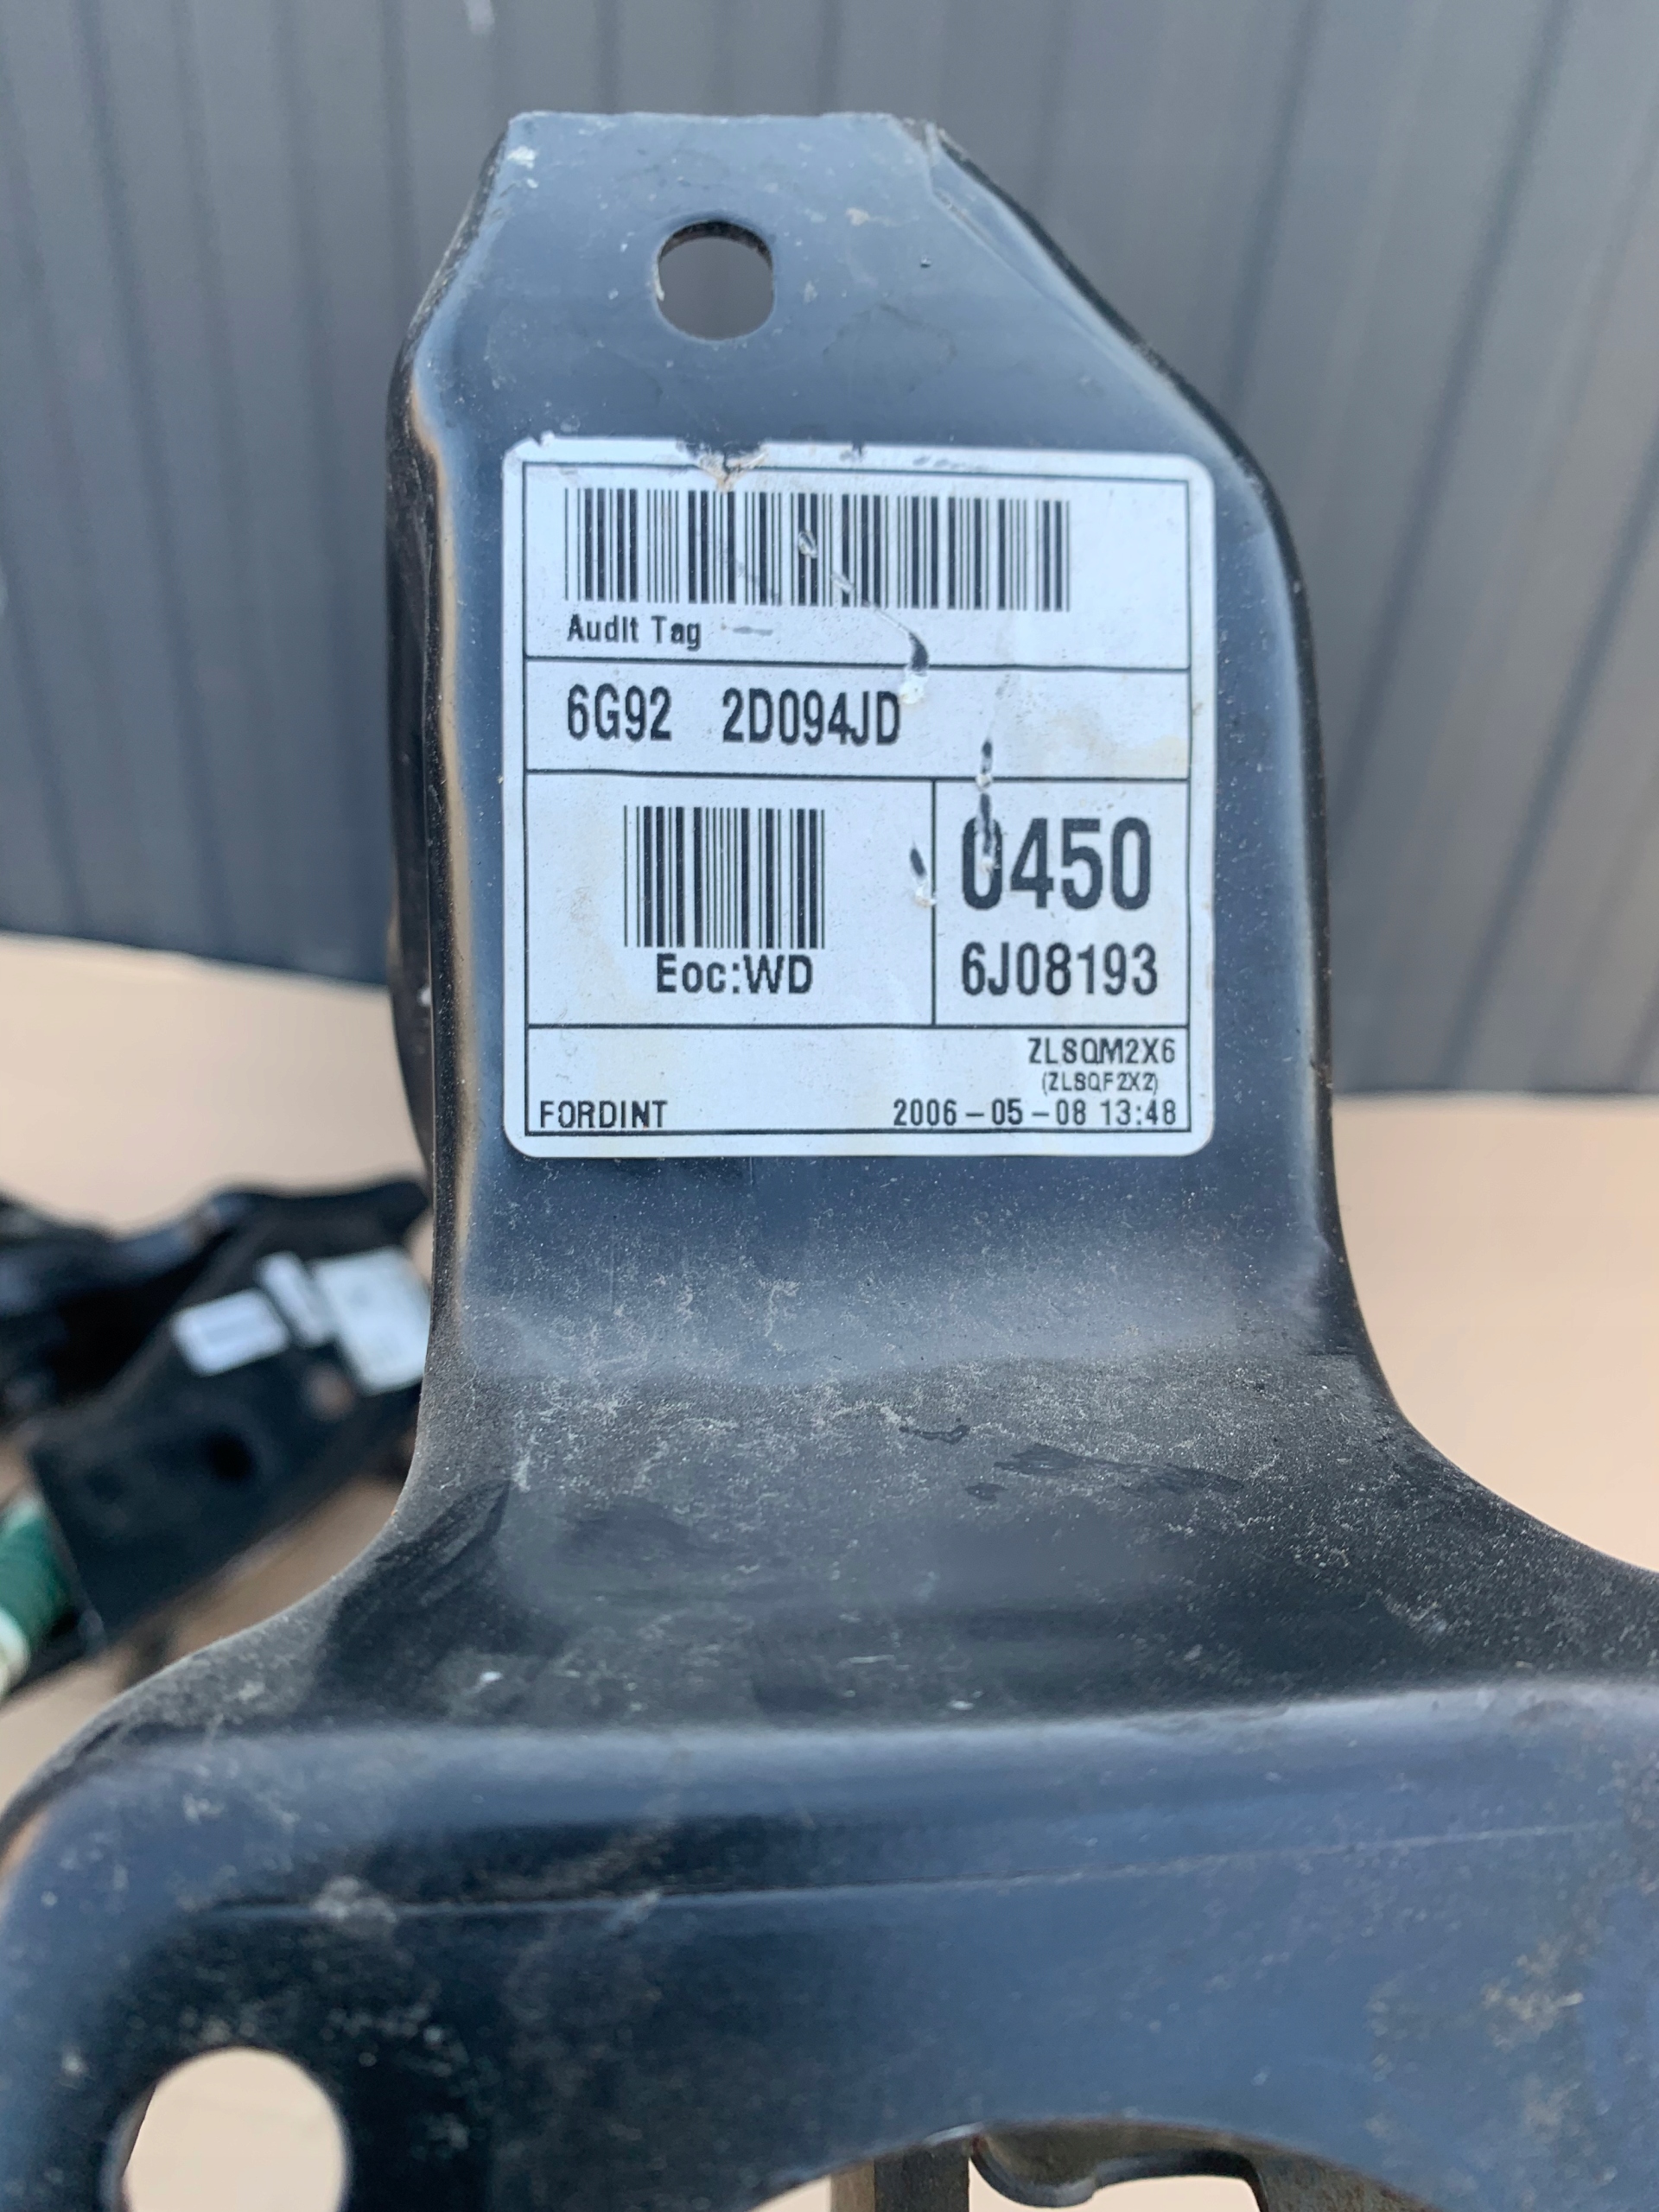 Audit Tag
6G92 2D094JD
0450
Eoc:WD
6J08193
ZLSQM2X6
(ZLSQF2X2)
FORDINT 2006-05-08 13:48